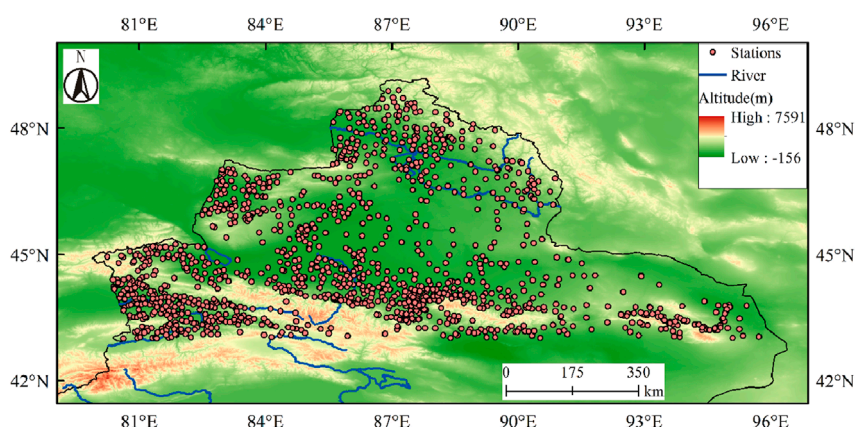 81°E 84°E 87°E 90°E 93°E 96°E
N
Stations
River
Altitude(m)
High : 7591
Low : -156
48°N 48°N
45°N 45°N
42°N 42°N
0 175 350
km
81°E 84°E 87°E 90°E 93°E 96°E